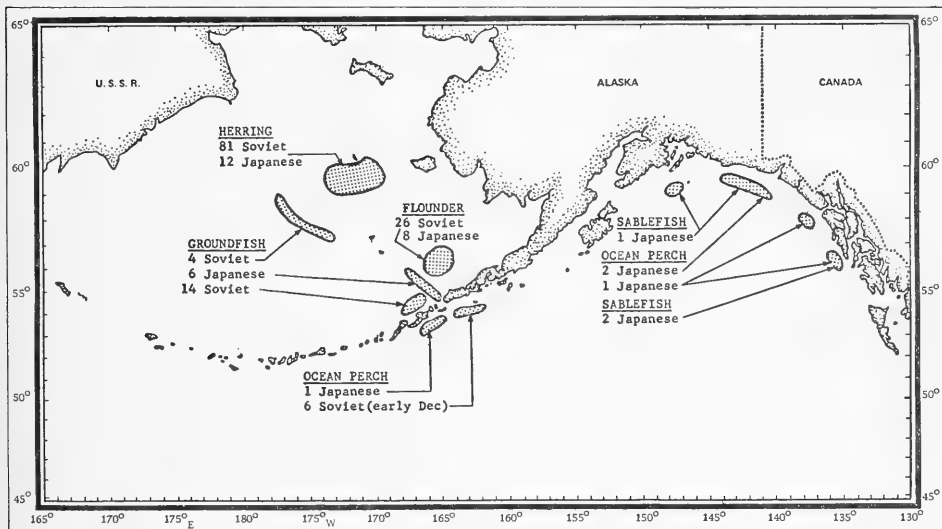 65°
65°
U.S.S.R.
ALASKA
CANADA
HERRING
81 Soviet
12 Japanese
60°
60°
FLOUNDER
26 Soviet
8 Japanese
SABLEFISH
1 Japanese
GROUNDFISH
4 Soviet
6 Japanese
14 Soviet
OCEAN PERCH
2 Japanese
1 Japanese
55°
55°
SABLEFISH
2 Japanese
OCEAN PERCH
1 Japanese
6 Soviet(early Dec)
50°
50°
45°
45°
165° 170° 175° E 180° 175° W 170° 165° 160° 155° 150° 145° 140° 135° 130°